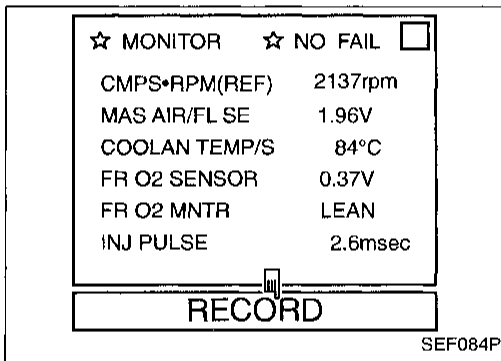 ☆ MONITOR ☆ NO FAIL
CMPS•RPM(REF) 2137rpm
MAS AIR/FL SE 1.96V
COOLAN TEMP/S 84°C
FR O2 SENSOR 0.37V
FR O2 MNTR LEAN
INJ PULSE 2.6msec
RECORD
SEF084P